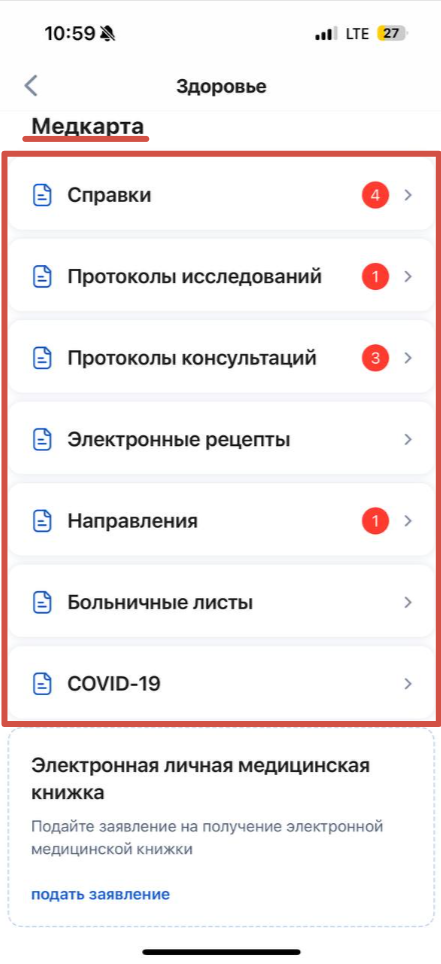 10:59
LTE 27
Здоровье
Медкарта
Справки 4
Протоколы исследований 1
Протоколы консультаций 3
Электронные рецепты
Направления 1
Больничные листы
COVID-19
Электронная личная медицинская
книжка
Подайте заявление на получение электронной
медицинской книжки
подать заявление